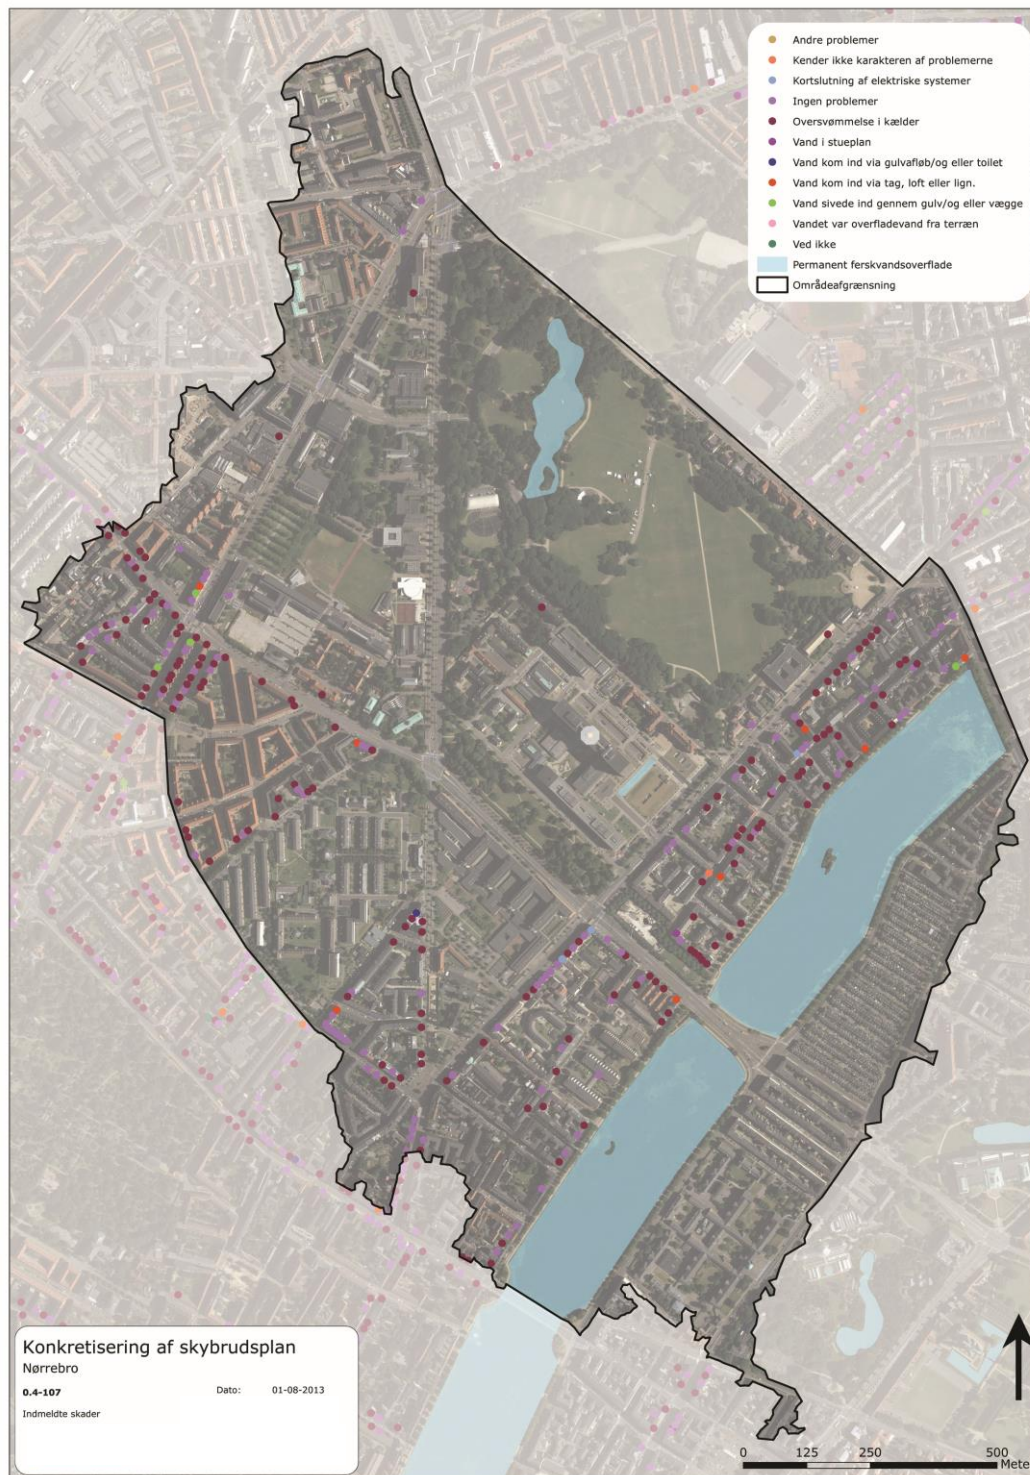 Andre problemer
Kender ikke karakteren af problemerne
Kortslutning af elektriske systemer
Ingen problemer
Oversvømmelse i kælder
Vand i stueplan
Vand kom ind via gulvafløb/og eller toilet
Vand kom ind via tag, loft eller lign.
Vand sivede ind gennem gulv/og eller vægge
Vandet var overfladevand fra terræn
Ved ikke
Permanent ferskvandsoverflade
Områdeafgrænsning
Konkretisering af skybrudsplan
Nørrebro
0.4-107 Dato: 01-08-2013
Indmeldte skader
0 125 250 500
Mete